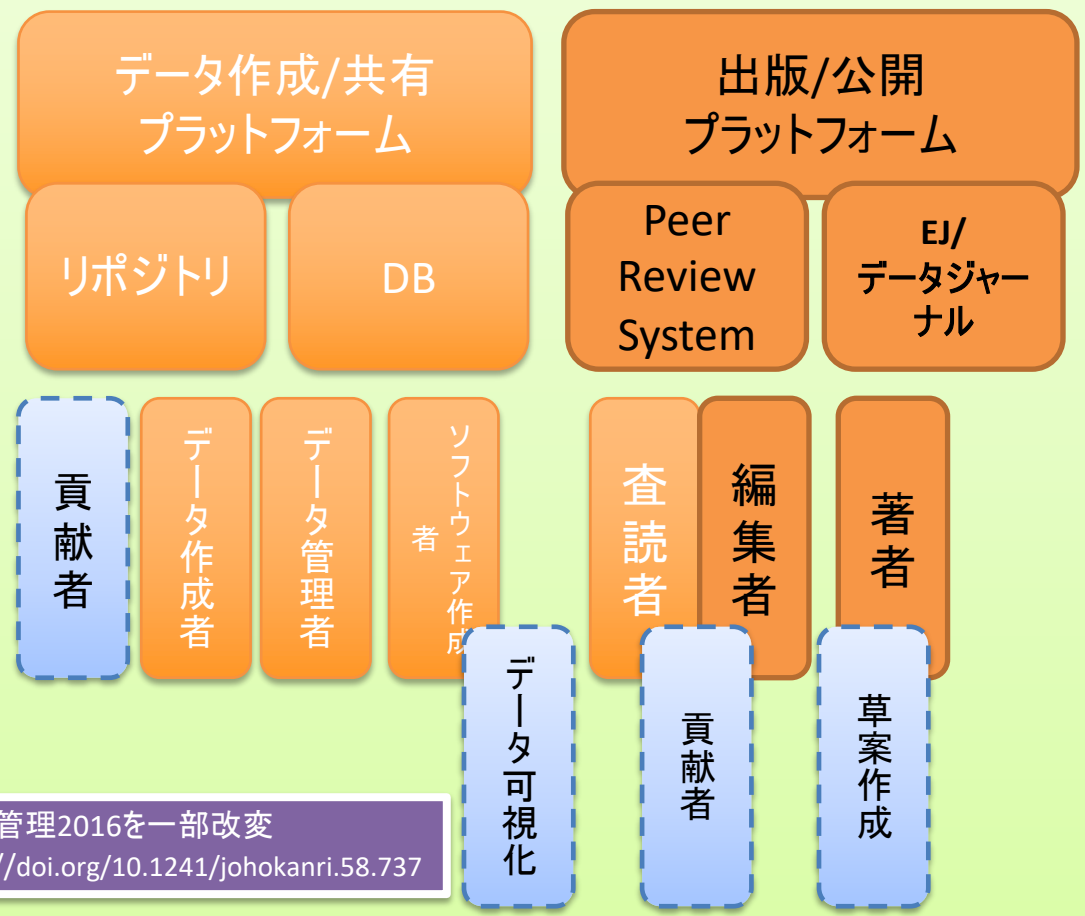 データ作成/共有
プラットフォーム
出版/公開
プラットフォーム
リポジトリ
DB
Peer
Review
System
EJ/
データジャー
ナル
貢献者
データ作成者
データ管理者
ソフトウェア作成
者
査読者
編集者
著者
データ可視化
貢献者
草案作成
管理2016を一部改変
//doi.org/10.1241/johokanri.58.737